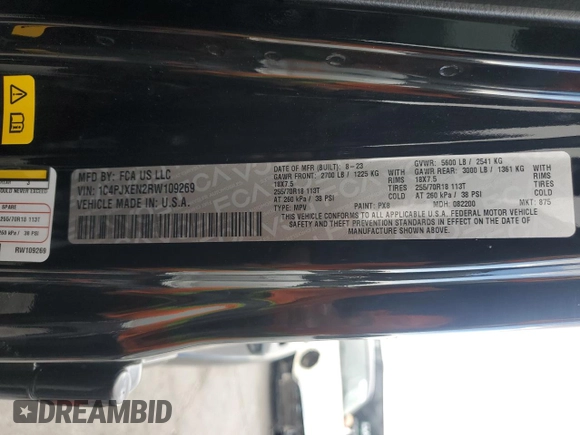 MFD BY: FCA US LLC
VIN: 1C4PJXEN2RW109269
VEHICLE MADE IN: U.S.A.
DATE OF MFR (BUILT): 8-23
GVWR: 5600 LB / 2541 KG
GAWR FRONT: 2700 LB / 1225 KG
GAWR REAR: 3000 LB / 1361 KG
18X7.5 RIMS 18X7.5
255/70R18 113T TIRES 255/70R18 113T
AT 260 kPa / 38 PSI COLD AT 260 kPa / 38 PSI COLD
TYPE: MPV PAINT: PX8 MDH: 082200 MKT: 875
THIS VEHICLE CONFORMS TO ALL APPLICABLE U.S.A. FEDERAL MOTOR VEHICLE
SAFETY AND THEFT PREVENTION STANDARDS IN EFFECT ON THE DATE OF
MANUFACTURE SHOWN ABOVE.
SPARE
/ 38 PSI
RW109269
DREAMBID